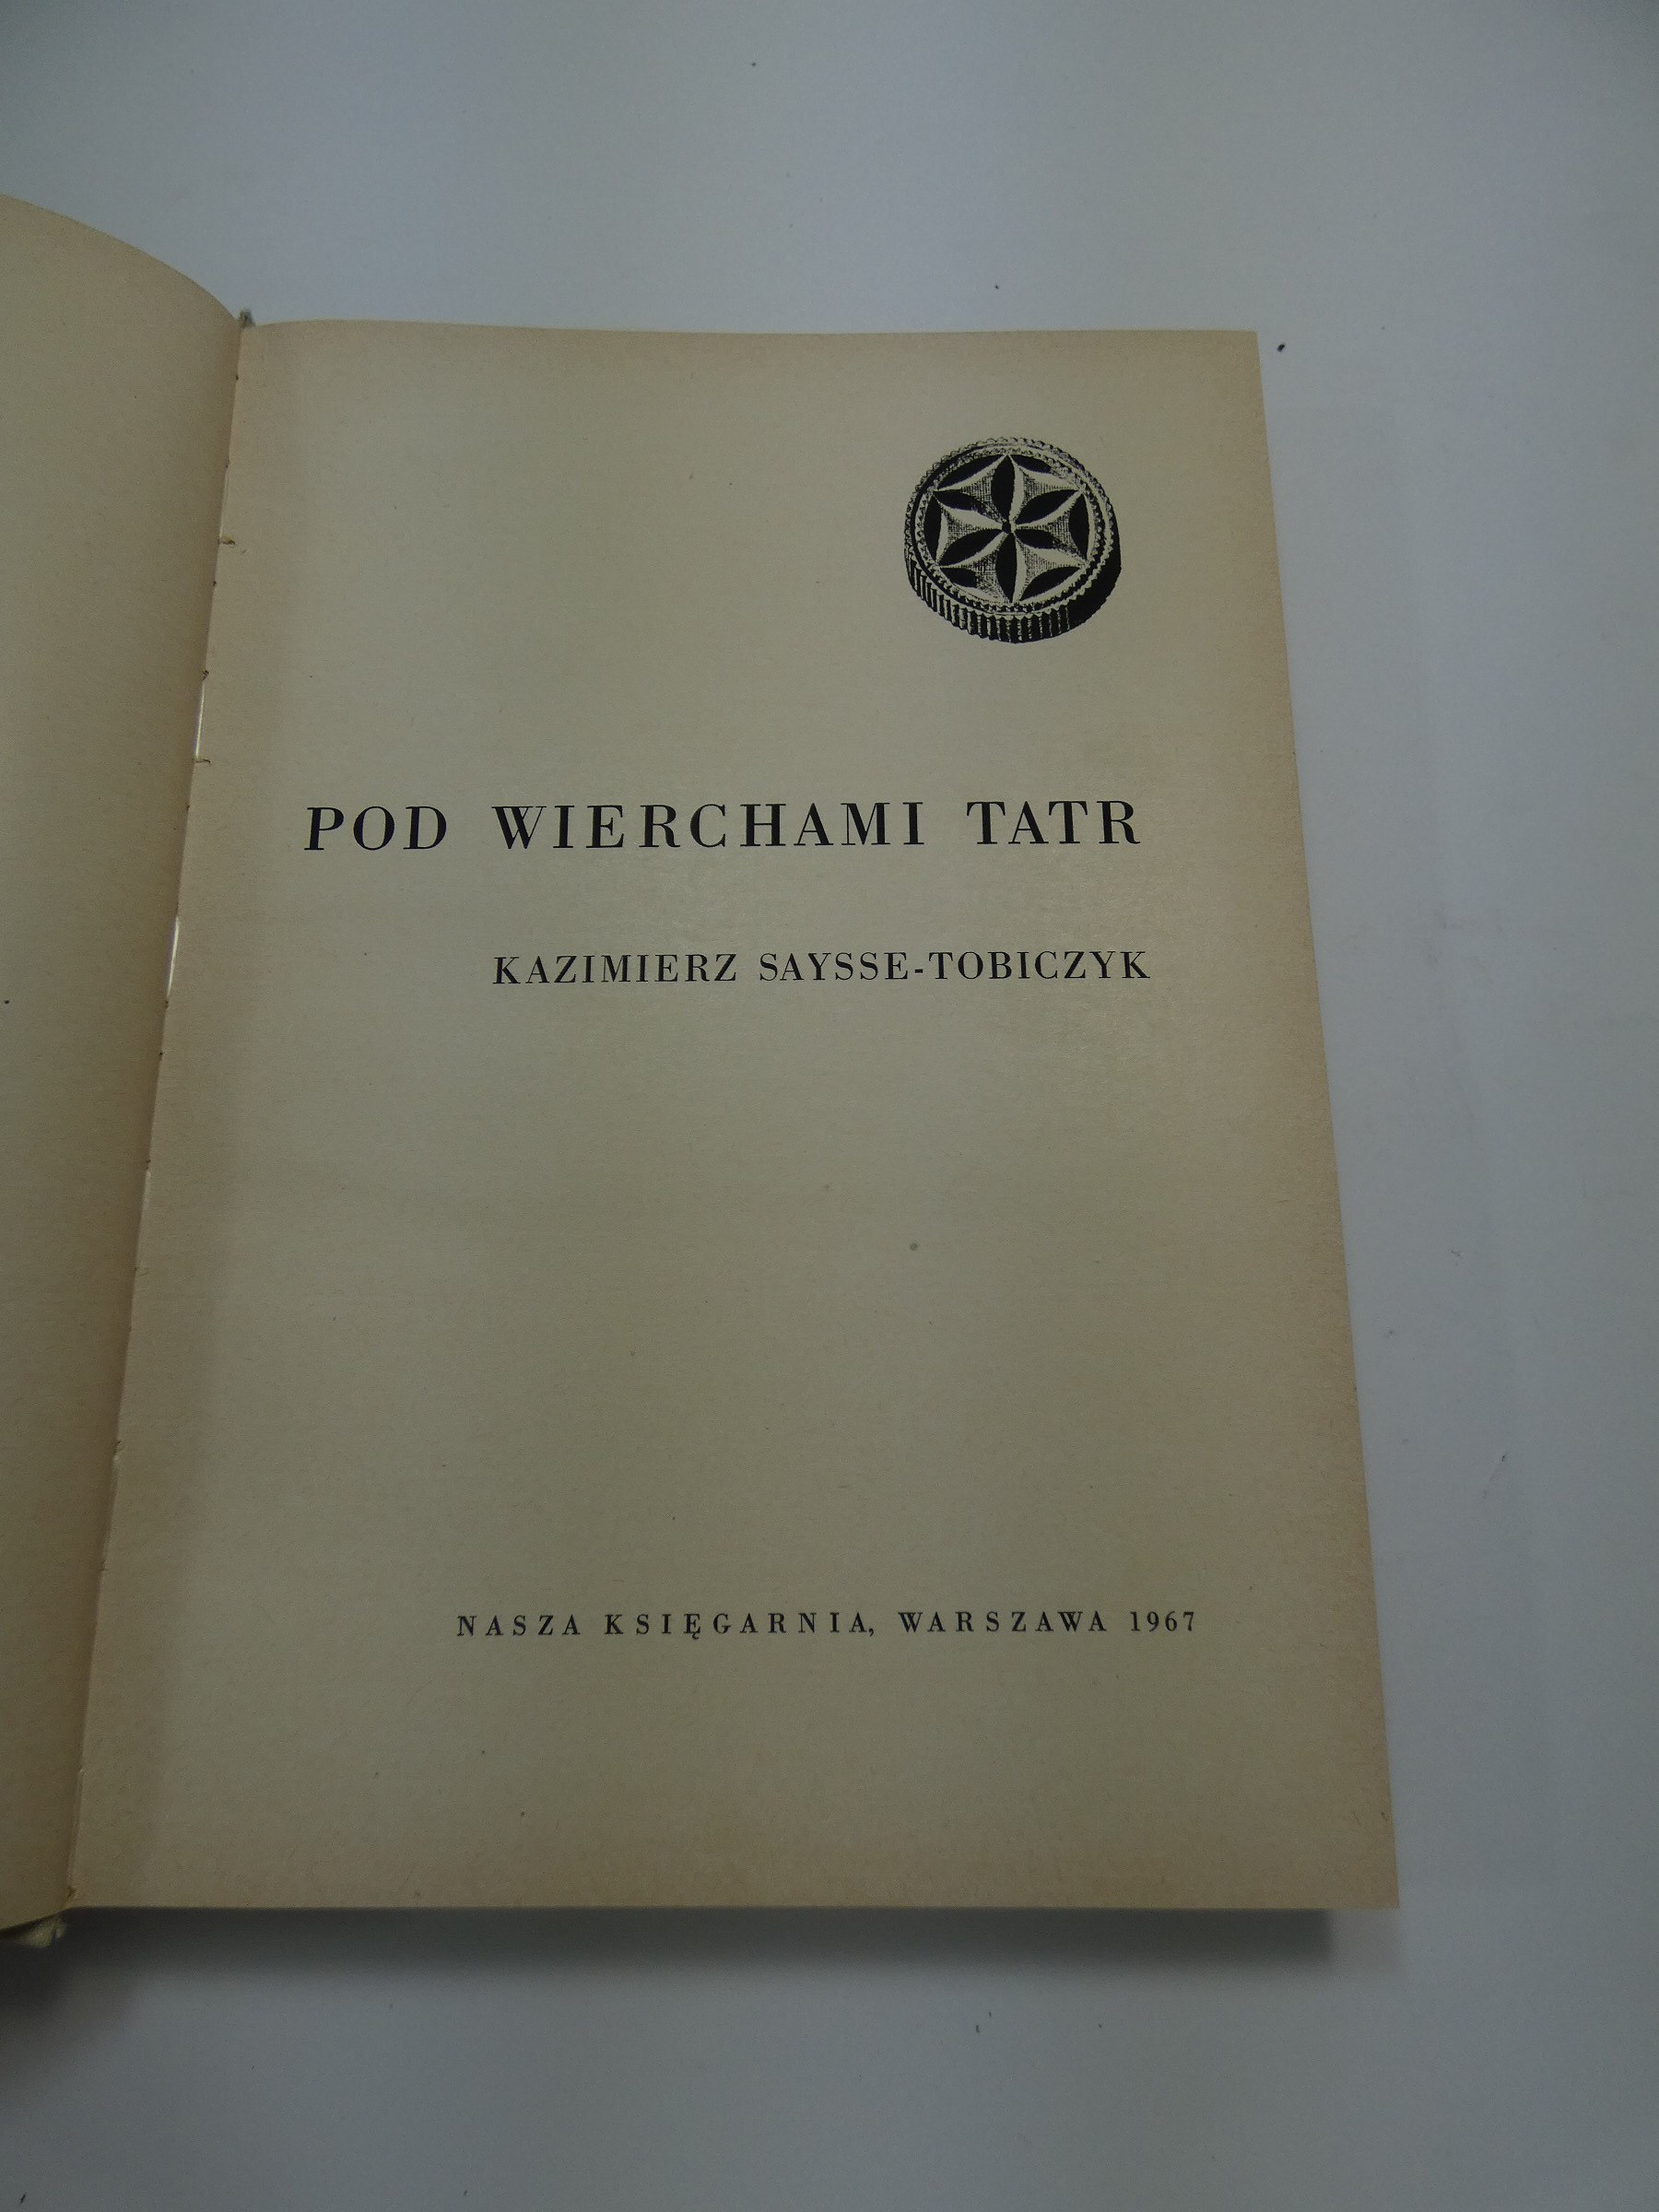 POD WIERCHAMI TATR
KAZIMIERZ SAYSSE-TOBICZYK
NASZA KSIĘGARNIA, WARSZAWA 1967